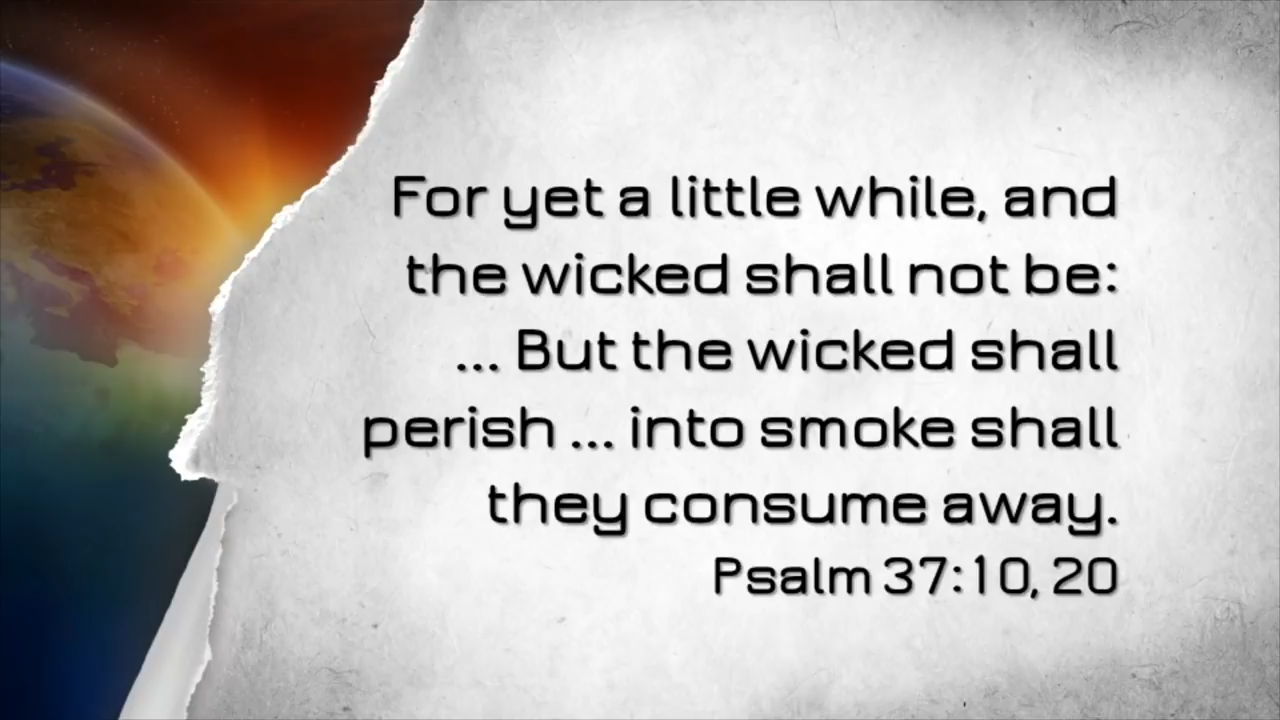 For yet a little while, and
the wicked shall not be:
... But the wicked shall
perish ... into smoke shall
they consume away.
Psalm 37:10, 20